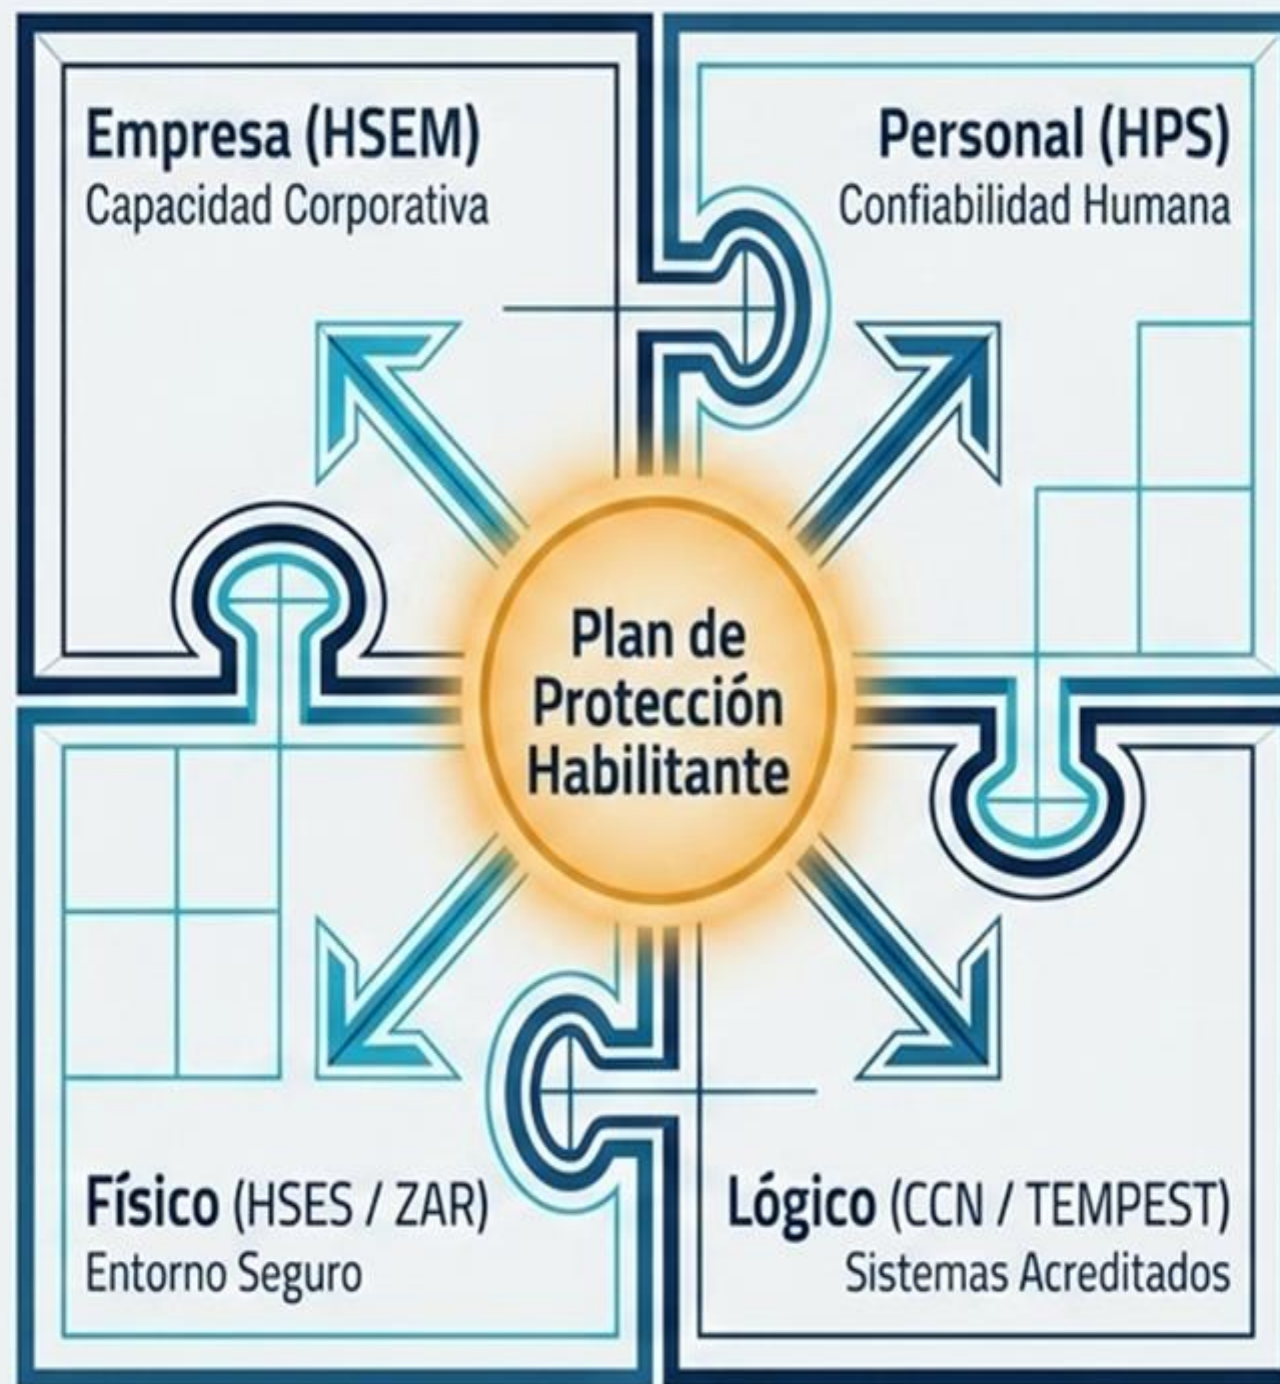 Empresa (HSEM)
Capacidad Corporativa
Personal (HPS)
Confiabilidad Humana
Plan de
Protección
Habilitante
Físico (HSES / ZAR)
Entorno Seguro
Lógico (CCN / TEMPEST)
Sistemas Acreditados